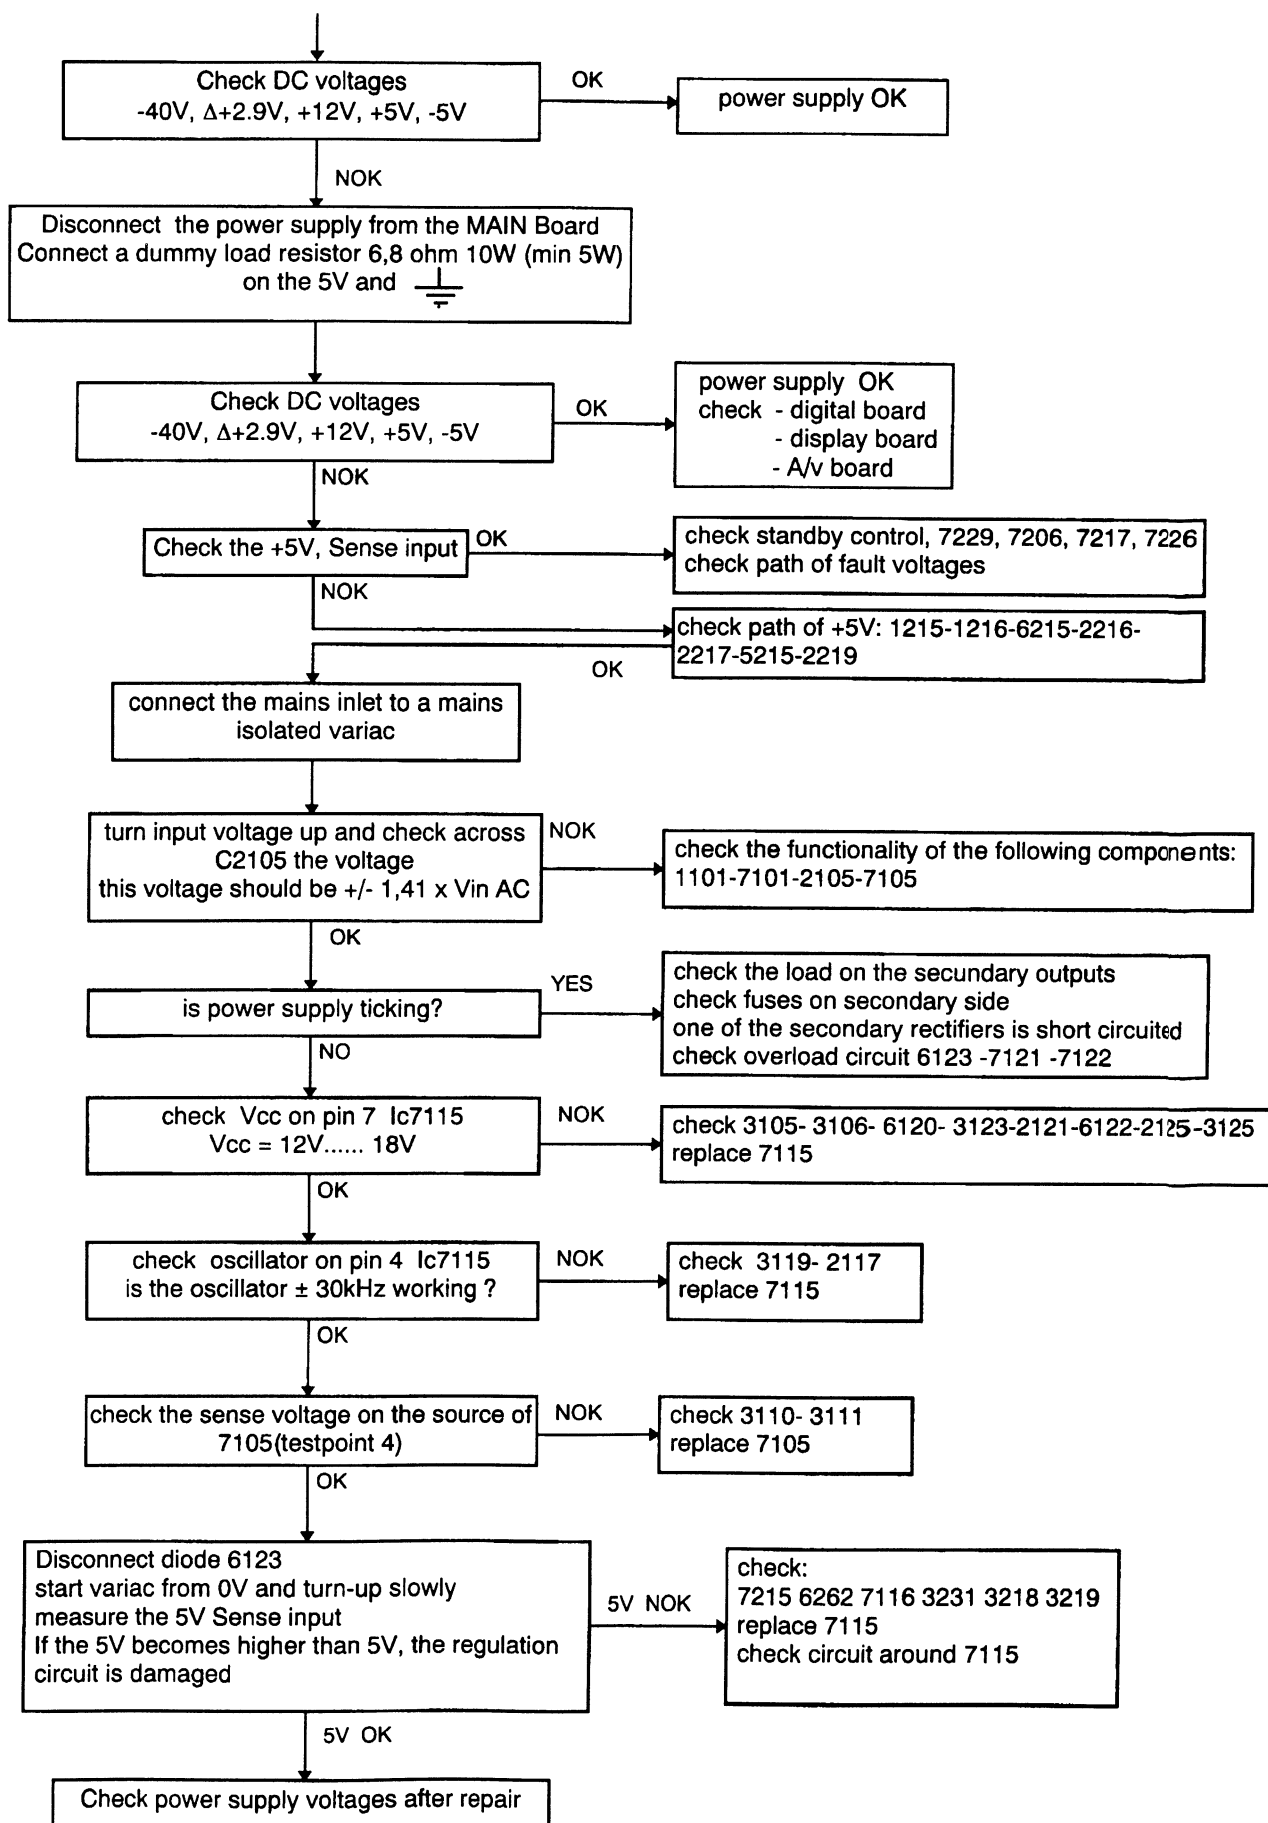 Check DC voltages
-40V, Δ+2.9V, +12V, +5V, -5V
OK
power supply OK
NOK
Disconnect the power supply from the MAIN Board
Connect a dummy load resistor 6,8 ohm 10W (min 5W)
on the 5V and
Check DC voltages
-40V, Δ+2.9V, +12V, +5V, -5V
OK
power supply OK
check - digital board
- display board
- A/v board
NOK
Check the +5V, Sense input
OK
check standby control, 7229, 7206, 7217, 7226
check path of fault voltages
NOK
check path of +5V: 1215-1216-6215-2216-
2217-5215-2219
OK
connect the mains inlet to a mains
isolated variac
turn input voltage up and check across
C2105 the voltage
this voltage should be +/- 1,41 x Vin AC
NOK
check the functionality of the following components:
1101-7101-2105-7105
OK
is power supply ticking?
YES
check the load on the secundary outputs
check fuses on secondary side
one of the secondary rectifiers is short circuited
check overload circuit 6123 -7121 -7122
NO
check Vcc on pin 7 Ic7115
Vcc = 12V...... 18V
NOK
check 3105- 3106- 6120- 3123-2121-6122-2125-3125
replace 7115
OK
check oscillator on pin 4 Ic7115
is the oscillator ± 30kHz working ?
NOK
check 3119- 2117
replace 7115
OK
check the sense voltage on the source of
7105(testpoint 4)
NOK
check 3110- 3111
replace 7105
OK
Disconnect diode 6123
start variac from 0V and turn-up slowly
measure the 5V Sense input
If the 5V becomes higher than 5V, the regulation
circuit is damaged
5V NOK
check:
7215 6262 7116 3231 3218 3219
replace 7115
check circuit around 7115
5V OK
Check power supply voltages after repair